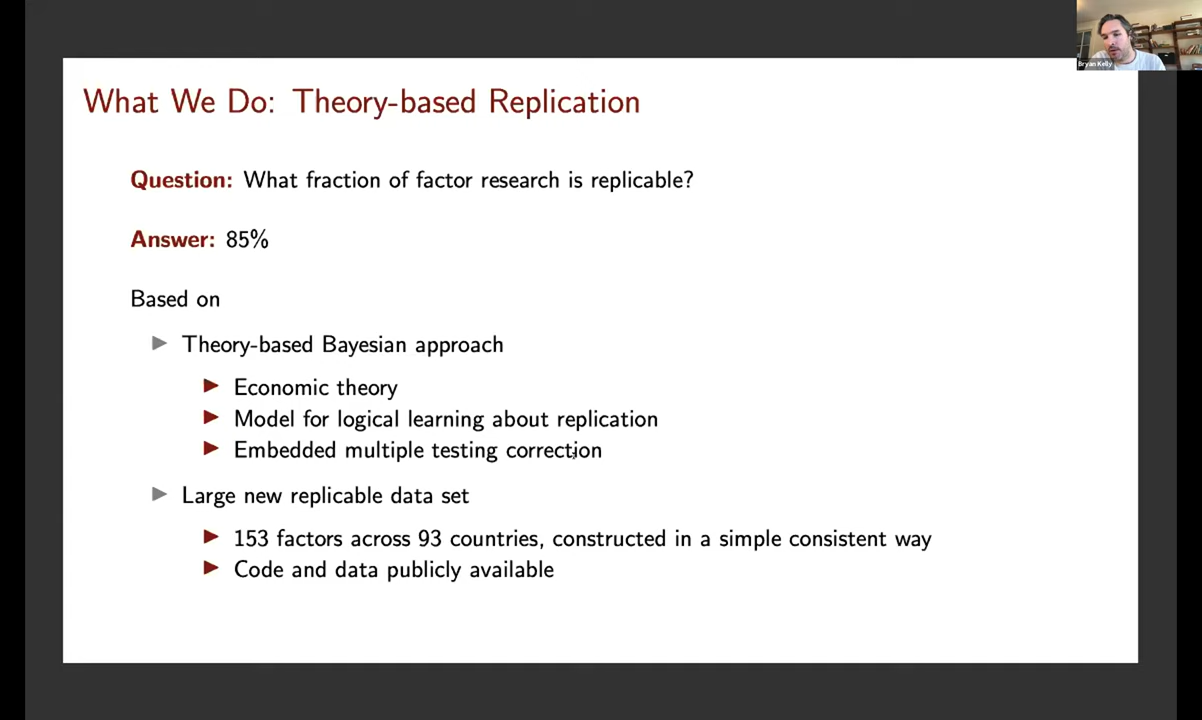 Bryan Kelly
What We Do: Theory-based Replication
Question: What fraction of factor research is replicable?
Answer: 85%
Based on
Theory-based Bayesian approach
Economic theory
Model for logical learning about replication
Embedded multiple testing correction
Large new replicable data set
153 factors across 93 countries, constructed in a simple consistent way
Code and data publicly available